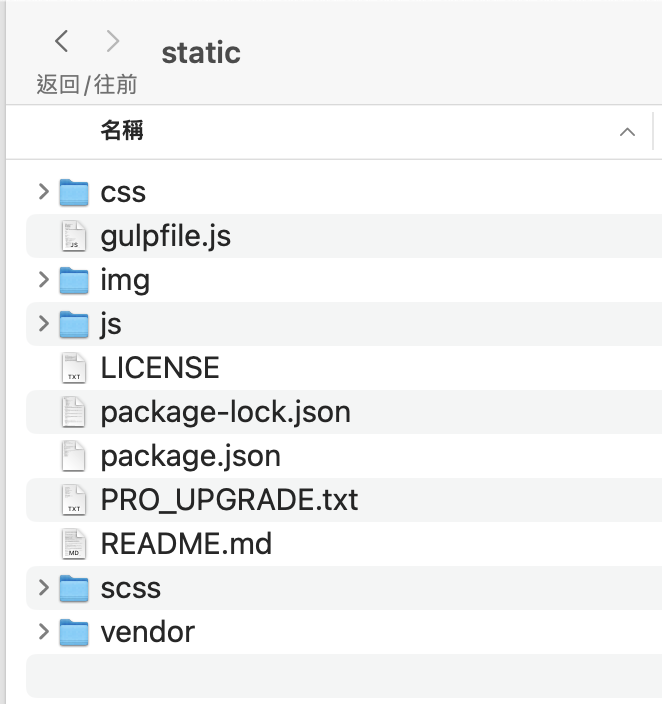 static
返回/往前
名稱
css
gulpfile.js
img
js
LICENSE
package-lock.json
package.json
PRO_UPGRADE.txt
README.md
scss
vendor
JS
TXT
TXT
MD